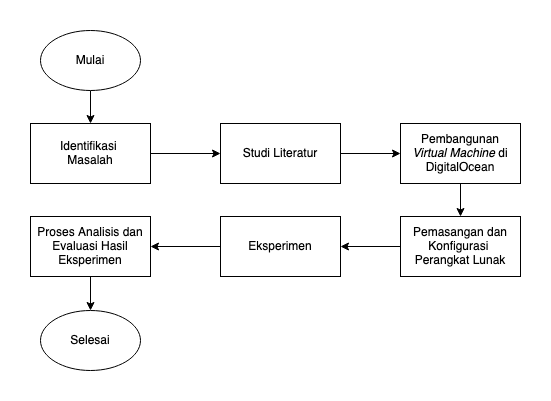 Mulai
Identifikasi
Masalah
Studi Literatur
Pembangunan
Virtual Machine di
DigitalOcean
Pemasangan dan
Konfigurasi
Perangkat Lunak
Eksperimen
Proses Analisis dan
Evaluasi Hasil
Eksperimen
Selesai